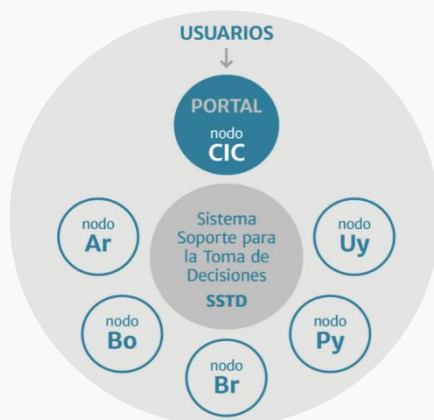 USUARIOS
PORTAL
nodo
CIC
nodo
Ar
Sistema
Soporte para
la Toma de
Decisiones
SSTD
nodo
Uy
nodo
Bo
nodo
Br
nodo
Py